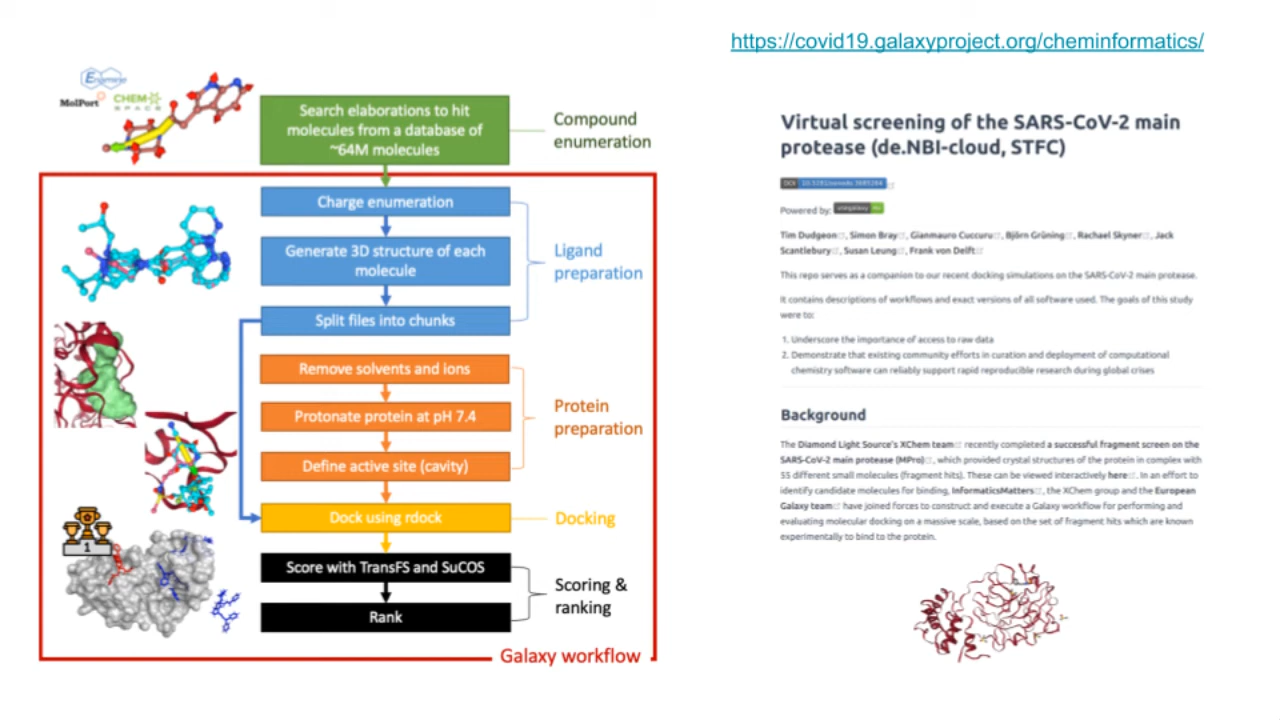 https://covid19.galaxyproject.org/cheminformatics/
Enamine
MolPort
CHEM
SPACE
Search elaborations to hit
molecules from a database of
~64M molecules
Compound
enumeration
Charge enumeration
Generate 3D structure of each
molecule
Split files into chunks
Ligand
preparation
Remove solvents and ions
Protonate protein at pH 7.4
Define active site (cavity)
Protein
preparation
Dock using rdock
Docking
1
Score with TransFS and SuCOS
Rank
Scoring &
ranking
Galaxy workflow
Virtual screening of the SARS-CoV-2 main
protease (de.NBI-cloud, STFC)
DOI
Powered by: usegalaxy eu
Tim Dudgeon, Simon Bray, Gianmauro Cuccuru, Björn Grüning, Rachael Skyner, Jack
Scantlebury, Susan Leung, Frank von Delft
This repo serves as a companion to our recent docking simulations on the SARS-CoV-2 main protease.
It contains descriptions of workflows and exact versions of all software used. The goals of this study
were to:
1. Underscore the importance of access to raw data
2. Demonstrate that existing community efforts in curation and deployment of computational
chemistry software can reliably support rapid reproducible research during global crises
Background
The Diamond Light Source's XChem team recently completed a successful fragment screen on the
SARS-CoV-2 main protease (MPro), which provided crystal structures of the protein in complex with
55 different small molecules (fragment hits). These can be viewed interactively here. In an effort to
identify candidate molecules for binding, InformaticsMatters, the XChem group and the European
Galaxy team have joined forces to construct and execute a Galaxy workflow for performing and
evaluating molecular docking on a massive scale, based on the set of fragment hits which are known
experimentally to bind to the protein.